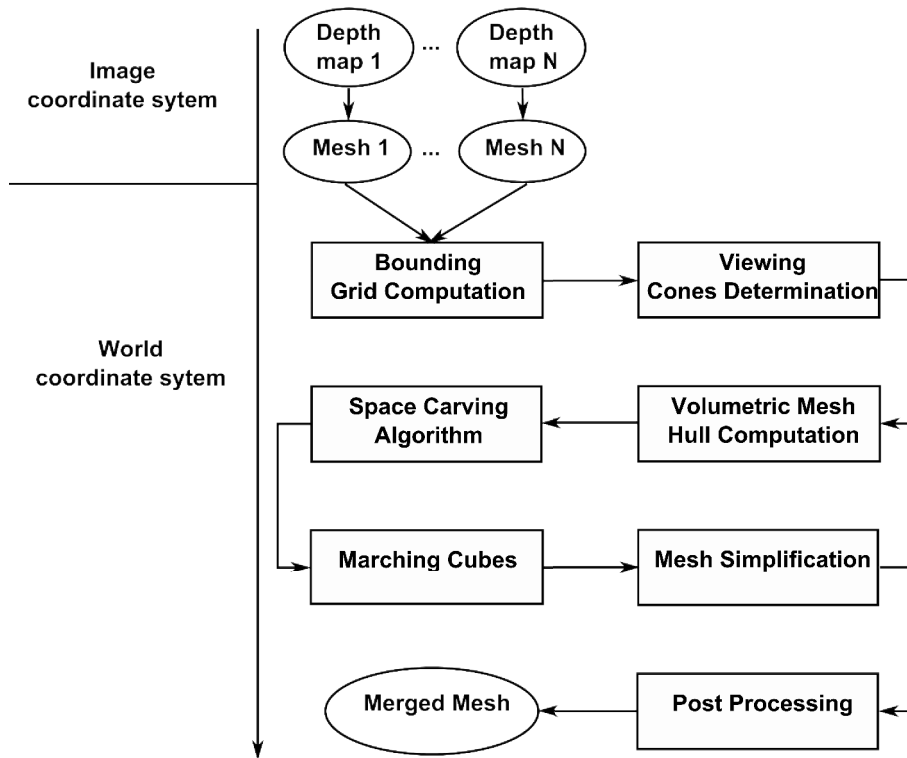 Depth
map 1
...
Depth
map N
Image
coordinate sytem
Mesh 1
...
Mesh N
Bounding
Grid Computation
Viewing
Cones Determination
World
coordinate sytem
Space Carving
Algorithm
Volumetric Mesh
Hull Computation
Marching Cubes
Mesh Simplification
Merged Mesh
Post Processing